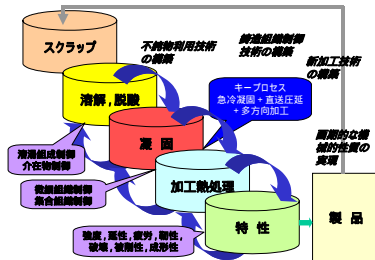 スクラップ
不純物利用技術
の構築
鋳造組織制御
技術の構築
新加工技術
の構築
溶解，脱酸
キープロセス
急冷凝固 + 直送圧延
+ 多方向加工
凝　固
画期的な機
械的性質の
実現
溶湯組成制御
介在物制御
加工熱処理
微細組織制御
集合組織制御
特　性
製　品
強度，延性，疲労，靭性，
破壊，被削性，成形性